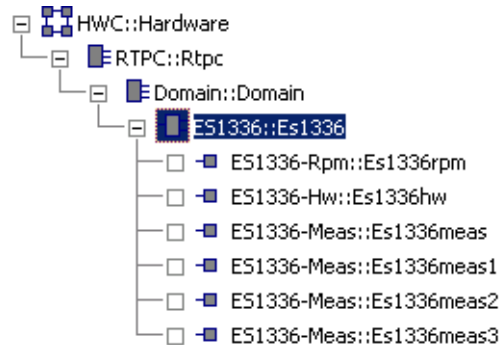 HWC::Hardware
RTPC::Rtpc
Domain::Domain
ES1336::Es1336
ES1336-Rpm::Es1336rpm
ES1336-Hw::Es1336hw
ES1336-Meas::Es1336meas
ES1336-Meas::Es1336meas1
ES1336-Meas::Es1336meas2
ES1336-Meas::Es1336meas3